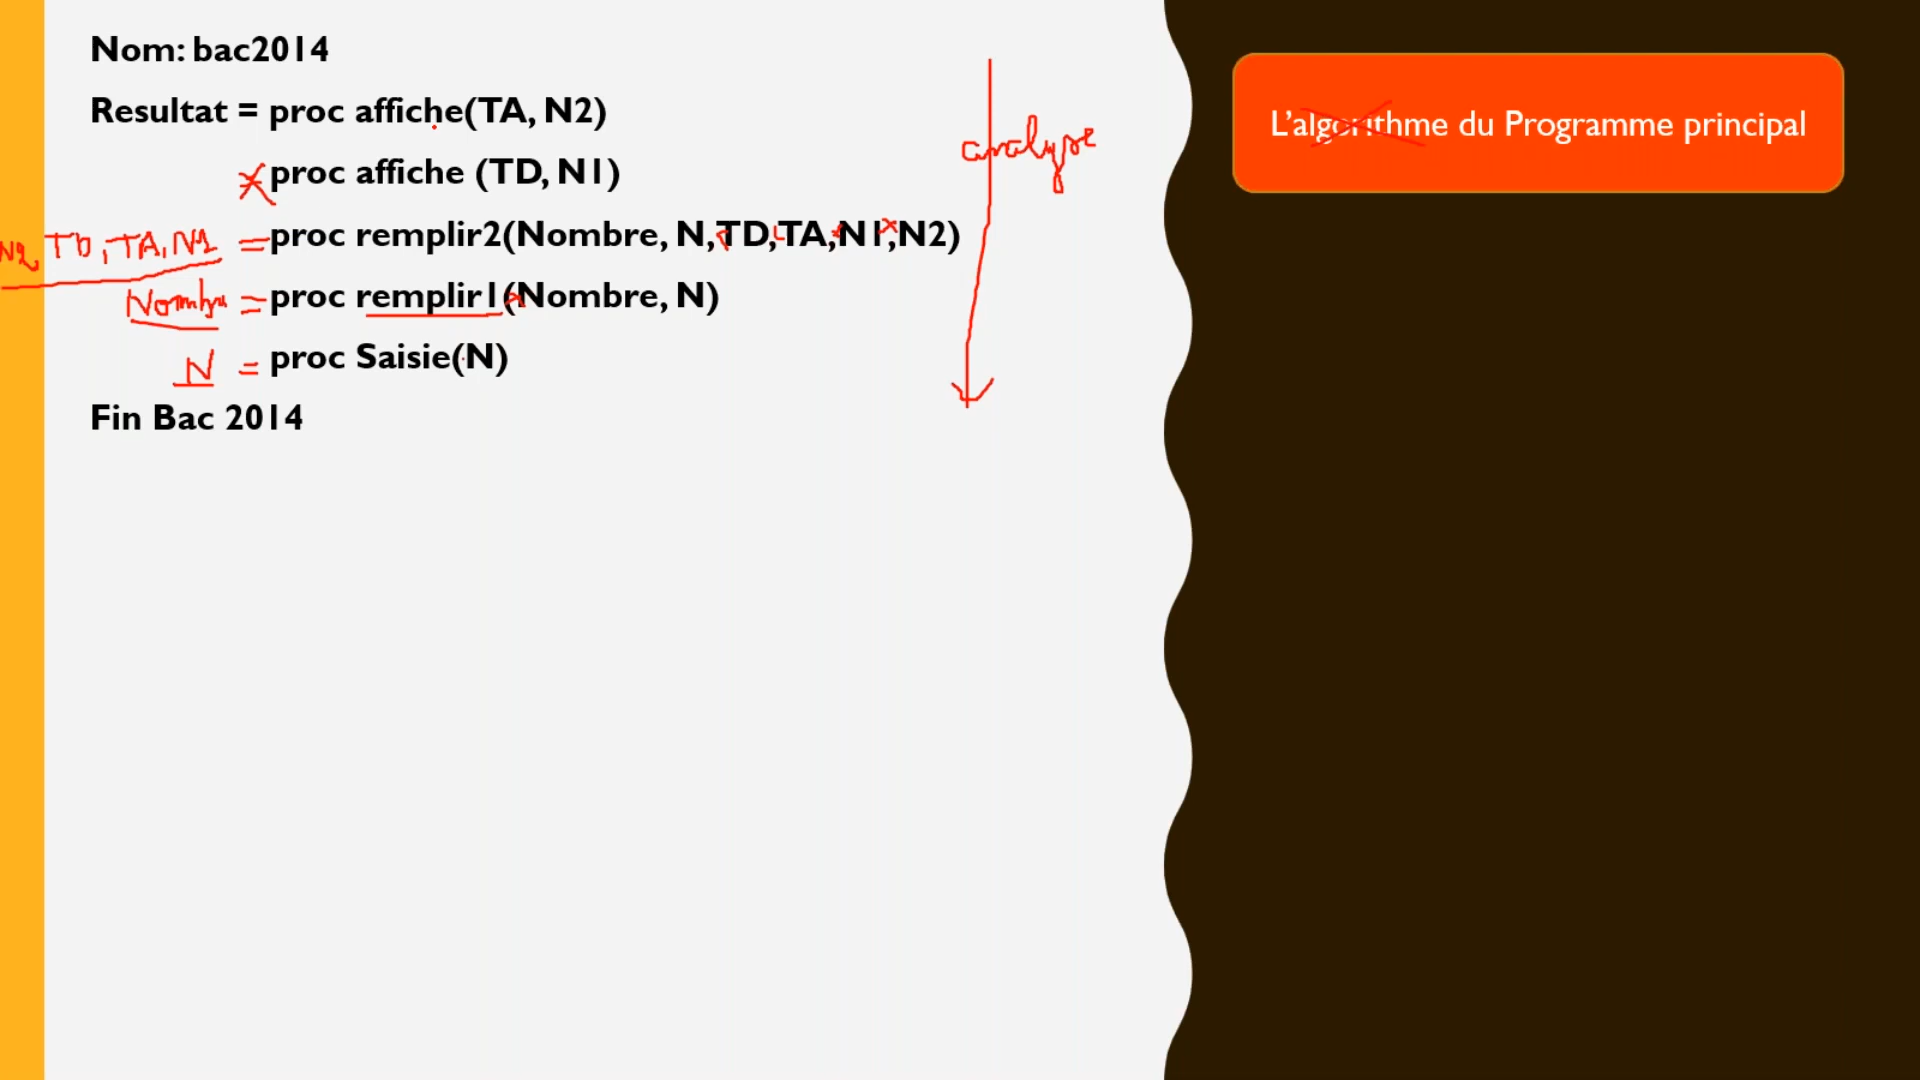 Nom: bac2014
Resultat = proc affiche(TA, N2)
proc affiche (TD, N1)
N2, TD, TA, N1 = proc remplir2(Nombre, N,TD,TA,N1,N2)
Nombre = proc remplir1(Nombre, N)
N = proc Saisie(N)
Fin Bac 2014
analyse
L'algorithme du Programme principal